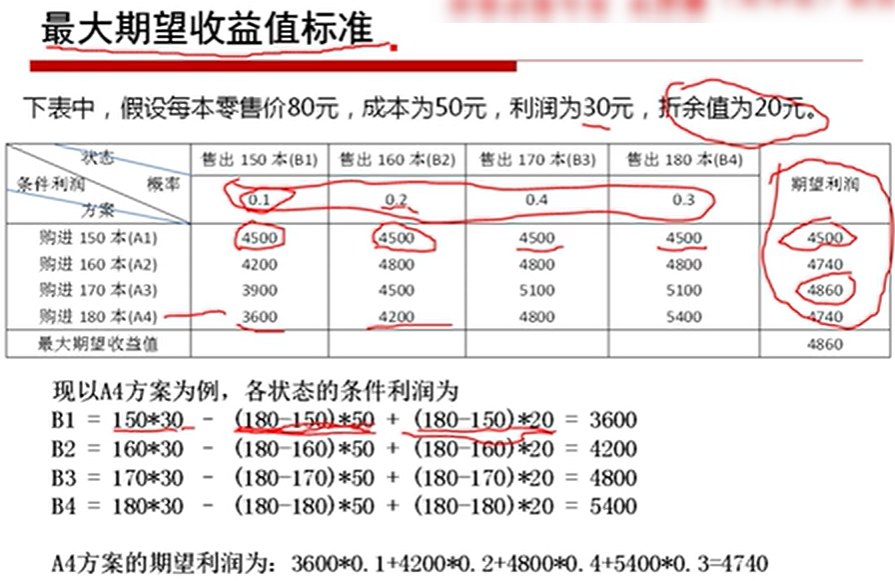 最大期望收益值标准
下表中，假设每本零售价80元，成本为50元，利润为30元，折余值为20元。
状态 概率 条件利润 方案 售出 150 本(B1) 售出 160 本(B2) 售出 170 本(B3) 售出 180 本(B4) 期望利润
0.1 0.2 0.4 0.3
购进 150 本(A1) 4500 4500 4500 4500 4500
购进 160 本(A2) 4200 4800 4800 4800 4740
购进 170 本(A3) 3900 4500 5100 5100 4860
购进 180 本(A4) 3600 4200 4800 5400 4740
最大期望收益值 4860
现以A4方案为例，各状态的条件利润为
B1 = 150*30 - (180-150)*50 + (180-150)*20 = 3600
B2 = 160*30 - (180-160)*50 + (180-160)*20 = 4200
B3 = 170*30 - (180-170)*50 + (180-170)*20 = 4800
B4 = 180*30 - (180-180)*50 + (180-180)*20 = 5400
A4方案的期望利润为：3600*0.1+4200*0.2+4800*0.4+5400*0.3=4740